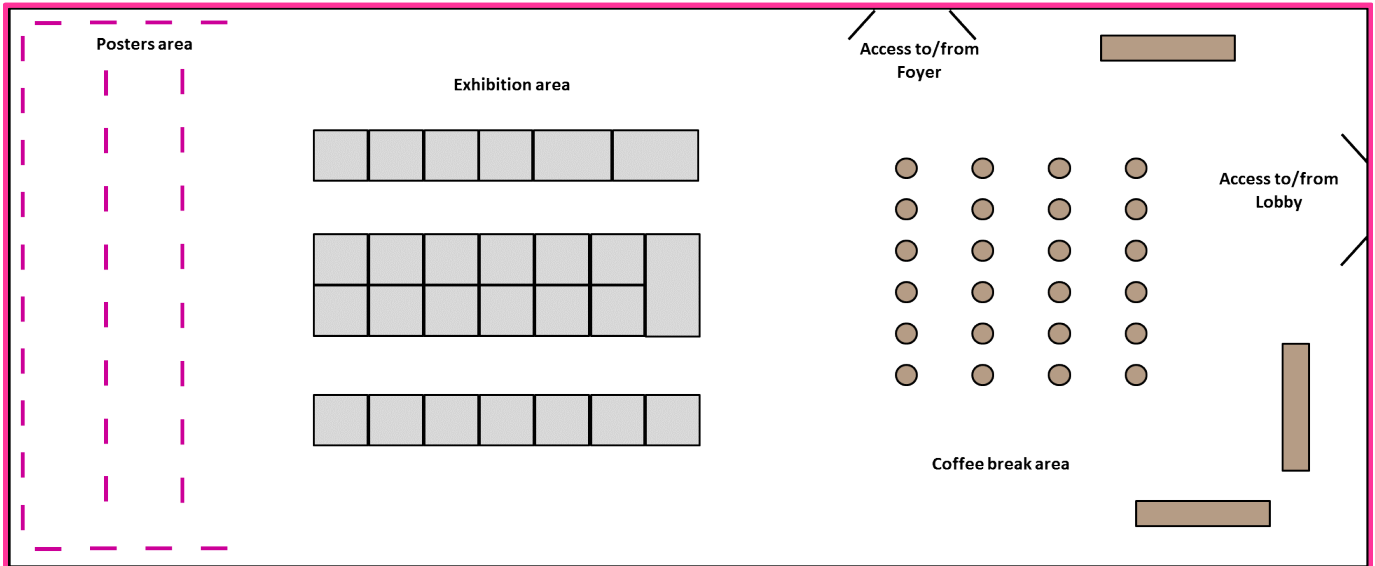 Posters area
Exhibition area
Access to/from
Foyer
Access to/from
Lobby
Coffee break area